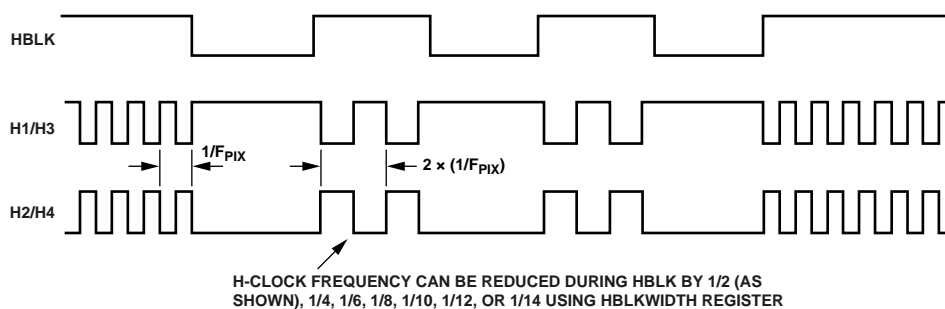 HBLK
H1/H3
1/FPIX
2 × (1/FPIX)
H2/H4
H-CLOCK FREQUENCY CAN BE REDUCED DURING HBLK BY 1/2 (AS
SHOWN), 1/4, 1/6, 1/8, 1/10, 1/12, OR 1/14 USING HBLKWIDTH REGISTER